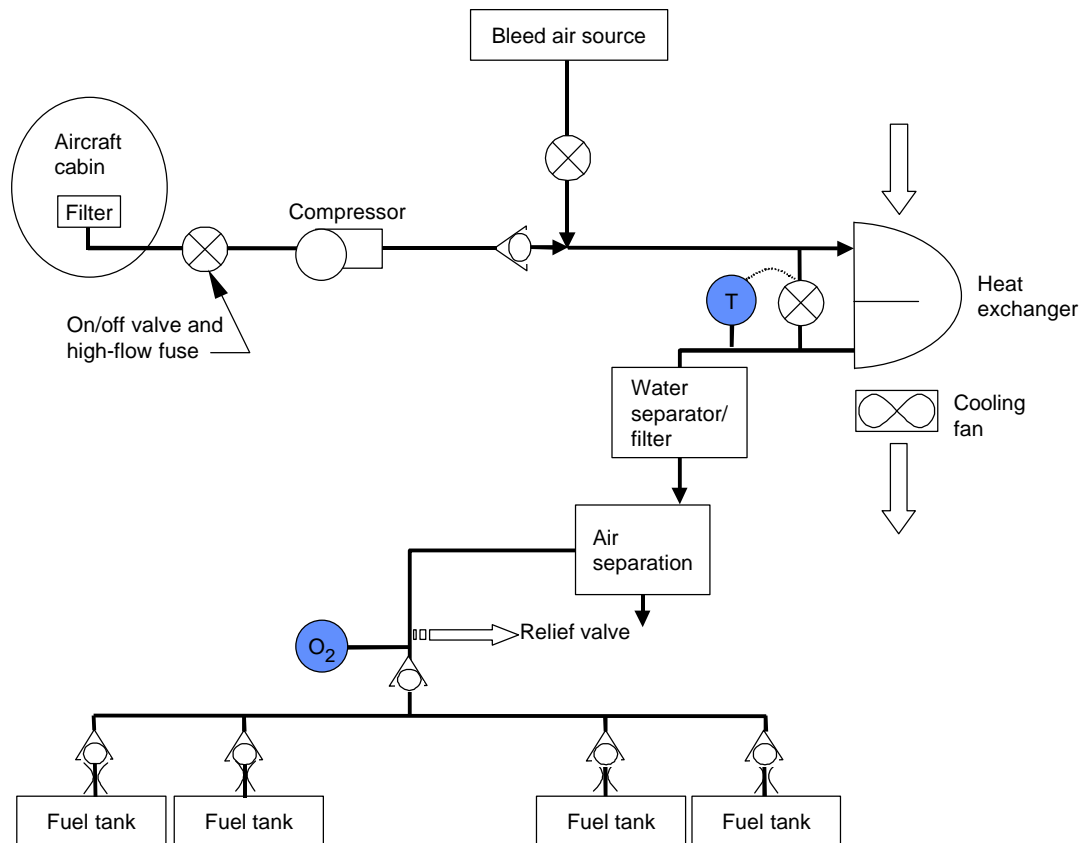 Bleed air source
Aircraft
cabin
Filter
Compressor
On/off valve and
high-flow fuse
T
Heat
exchanger
Water
separator/
filter
Cooling
fan
Air
separation
O2
Relief valve
Fuel tank
Fuel tank
Fuel tank
Fuel tank